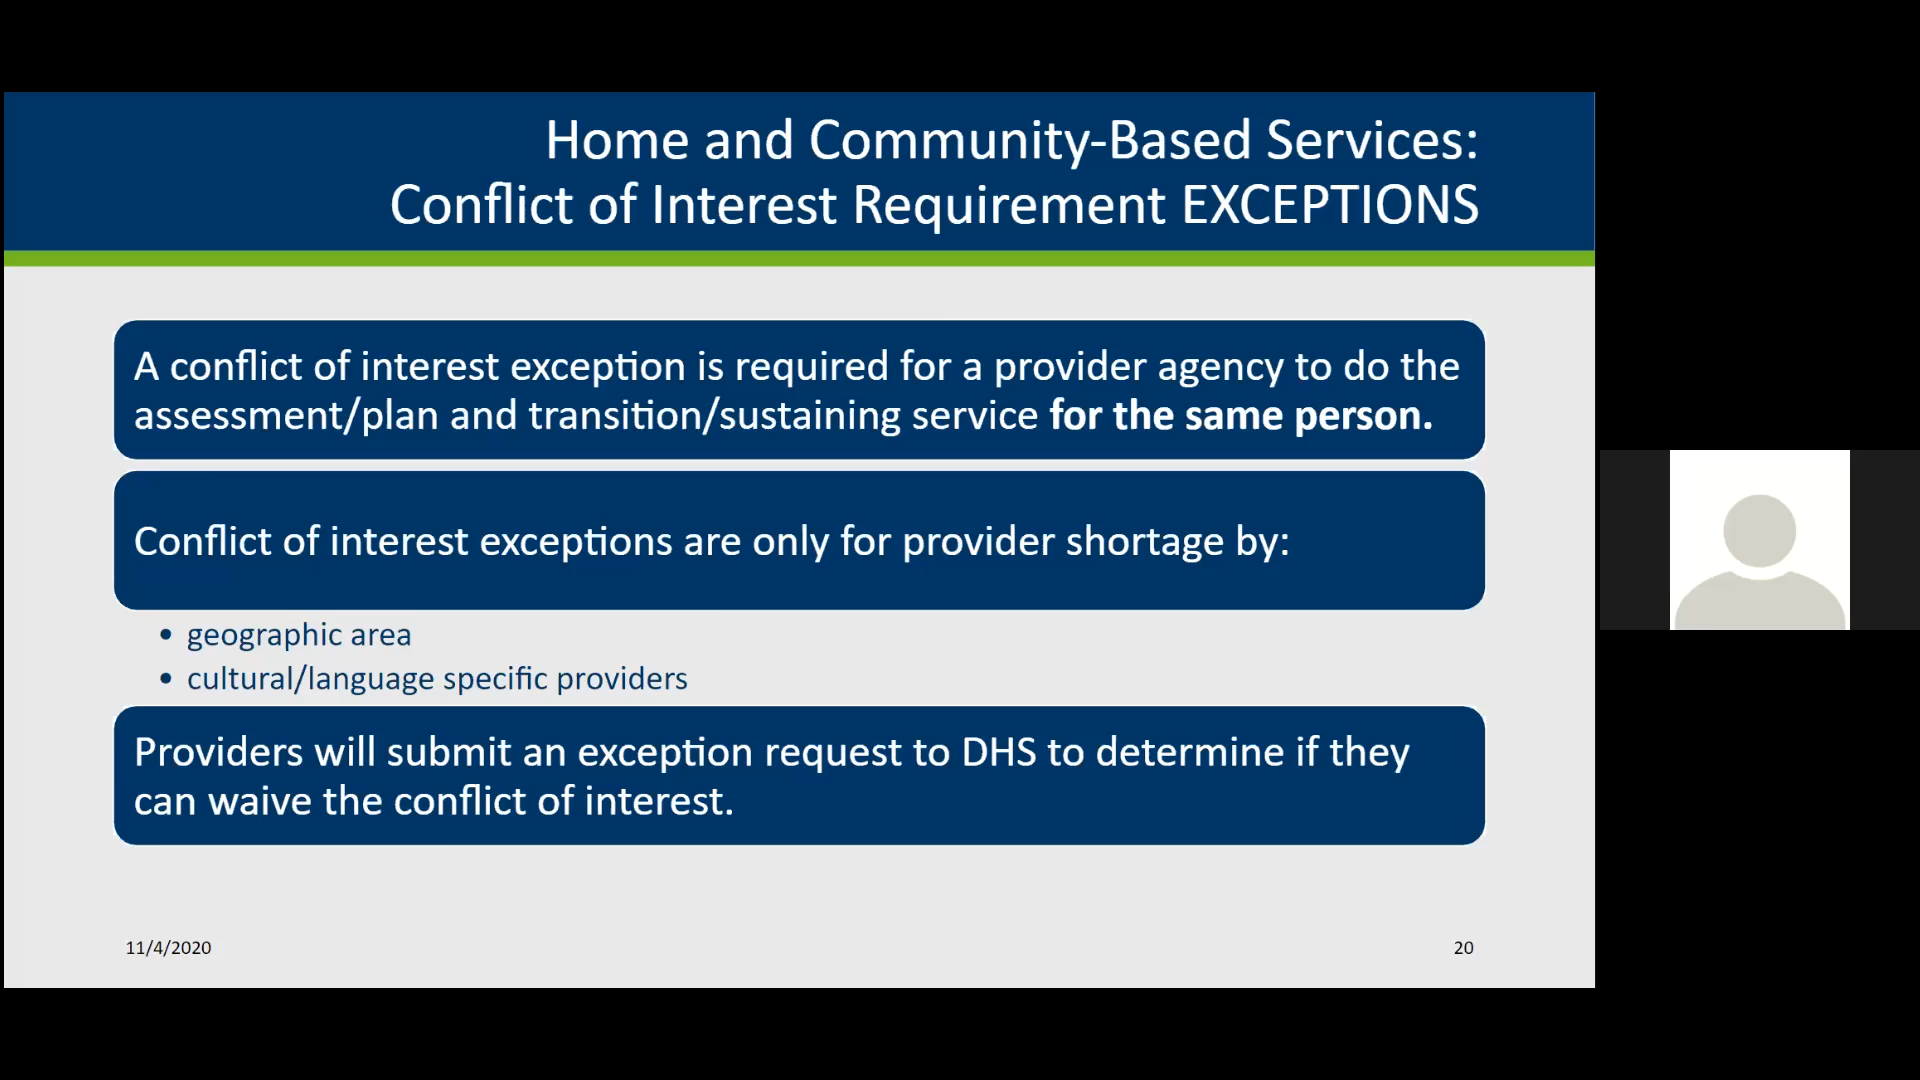 Home and Community-Based Services:
Conflict of Interest Requirement EXCEPTIONS
A conflict of interest exception is required for a provider agency to do the
assessment/plan and transition/sustaining service for the same person.
Conflict of interest exceptions are only for provider shortage by:
• geographic area
• cultural/language specific providers
Providers will submit an exception request to DHS to determine if they
can waive the conflict of interest.
11/4/2020
20